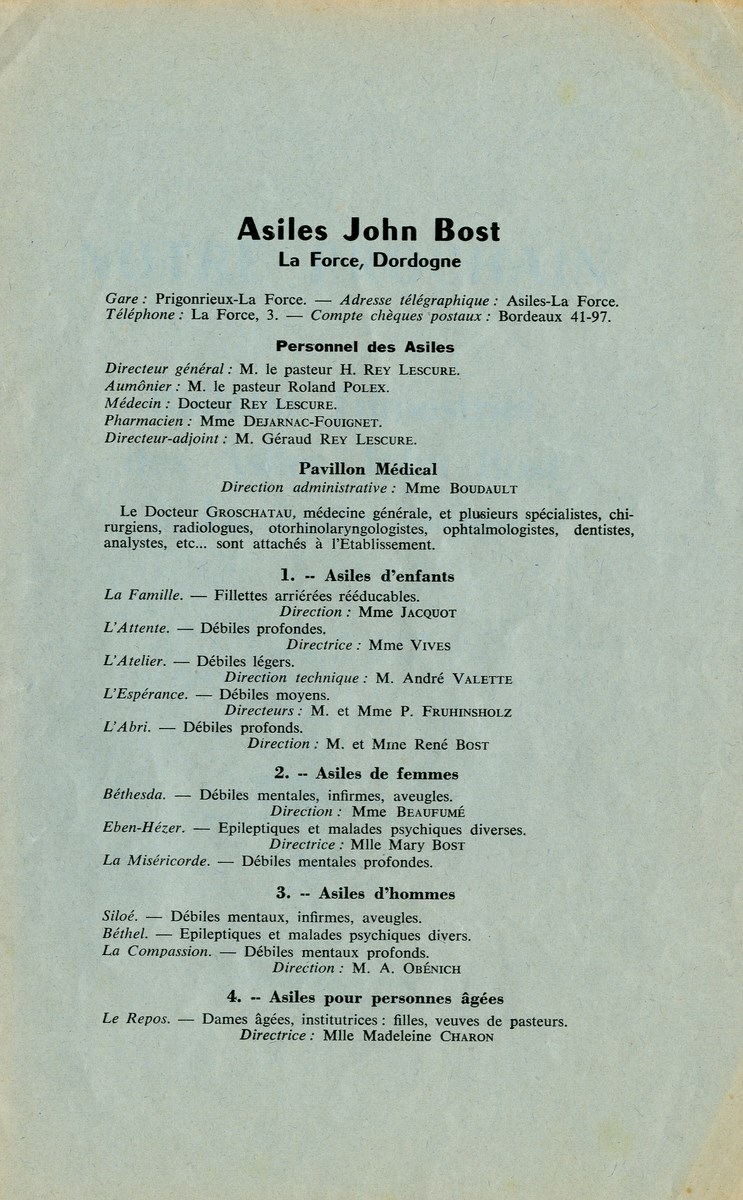 Asiles John Bost
La Force, Dordogne
Gare : Prigonrieux-La Force. — Adresse télégraphique : Asiles-La Force.
Téléphone : La Force, 3. — Compte chèques postaux : Bordeaux 41-97.
Personnel des Asiles
Directeur général : M. le pasteur H. REY LESCURE.
Aumônier : M. le pasteur Roland POLEX.
Médecin : Docteur REY LESCURE.
Pharmacien : Mme DEJARNAC-FOUIGNET.
Directeur-adjoint : M. Géraud REY LESCURE.
Pavillon Médical
Direction administrative : Mme BOUDAULT
Le Docteur GROSCHATAU, médecine générale, et plusieurs spécialistes, chi-
rurgiens, radiologues, otorhinolaryngologistes, ophtalmologistes, dentistes,
analystes, etc... sont attachés à l'Etablissement.
1. -- Asiles d'enfants
La Famille. — Fillettes arriérées rééducables.
Direction : Mme JACQUOT
L'Attente. — Débiles profondes.
Directrice : Mme VIVES
L'Atelier. — Débiles légers.
Direction technique : M. André VALETTE
L'Espérance. — Débiles moyens.
Directeurs : M. et Mme P. FRUHINSHOLZ
L'Abri. — Débiles profonds.
Direction : M. et Mme René BOST
2. -- Asiles de femmes
Béthesda. — Débiles mentales, infirmes, aveugles.
Direction : Mme BEAUFUMÉ
Eben-Hézer. — Epileptiques et malades psychiques diverses.
Directrice : Mlle Mary BOST
La Miséricorde. — Débiles mentales profondes.
3. -- Asiles d'hommes
Siloé. — Débiles mentaux, infirmes, aveugles.
Béthel. — Epileptiques et malades psychiques divers.
La Compassion. — Débiles mentaux profonds.
Direction : M. A. OBÉNICH
4. -- Asiles pour personnes âgées
Le Repos. — Dames âgées, institutrices : filles, veuves de pasteurs.
Directrice : Mlle Madeleine CHARON